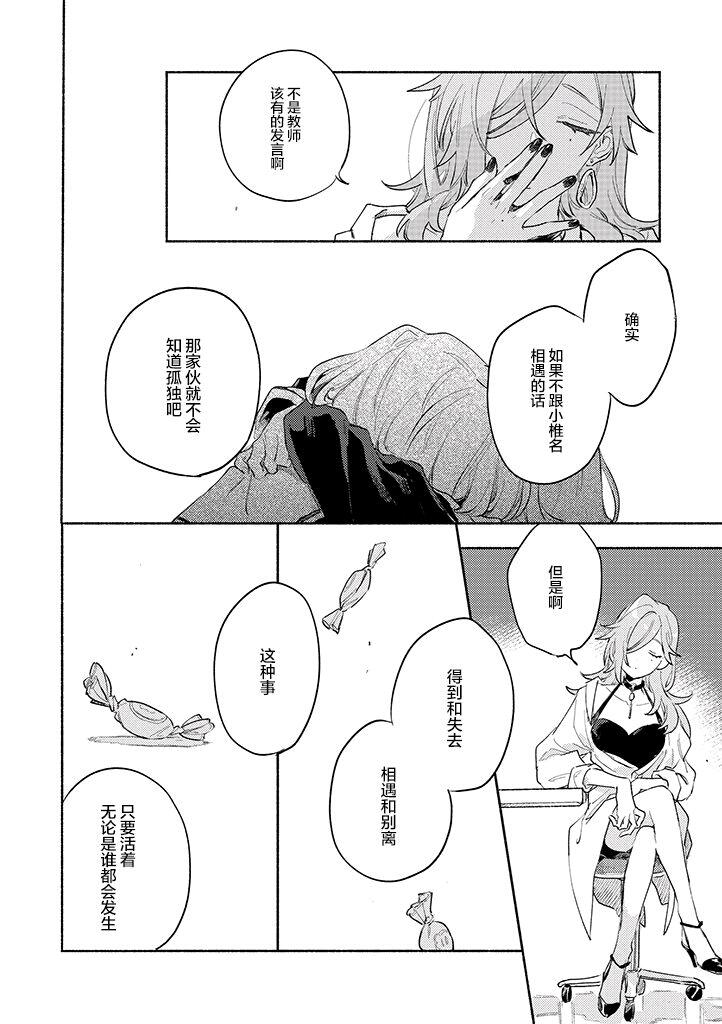 不是教师
该有的发言啊
确实
如果不跟小椎名
相遇的话
那家伙就不会
知道孤独吧
但是啊
得到和失去
相遇和别离
这种事
只要活着
无论是谁都会发生